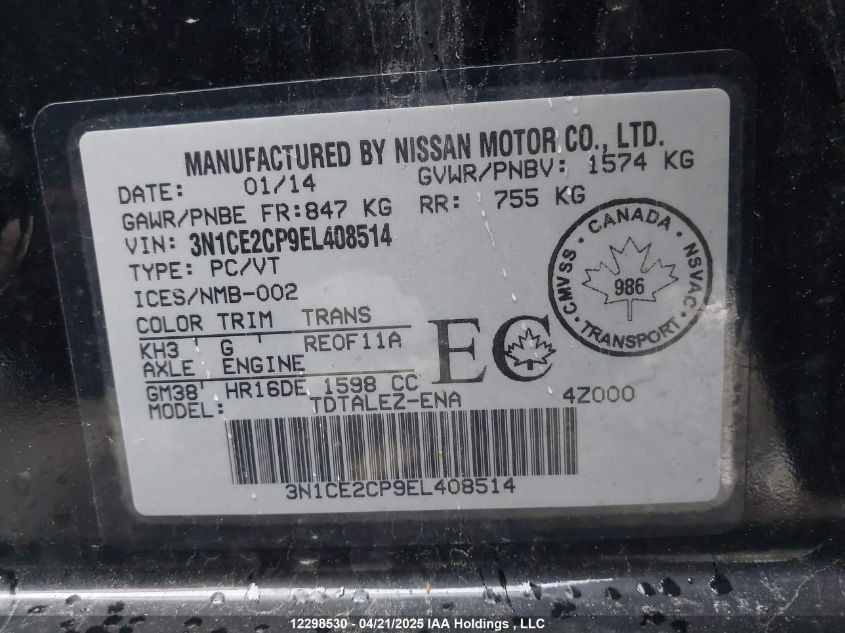 MANUFACTURED BY NISSAN MOTOR CO., LTD.
DATE: 01/14 GVWR/PNBV: 1574 KG
GAWR/PNBE FR:847 KG RR: 755 KG
VIN: 3N1CE2CP9EL408514
TYPE: PC/VT
ICES/NMB-002
COLOR TRIM TRANS
KH3 G RE0F11A
AXLE ENGINE
GM38 HR16DE 1598 CC
MODEL: TDTALEZ-ENA 4Z000
EC
CANADA
CMVSS · NSVAC
986
TRANSPORT
3N1CE2CP9EL408514
12298530 - 04/21/2025 IAA Holdings , LLC